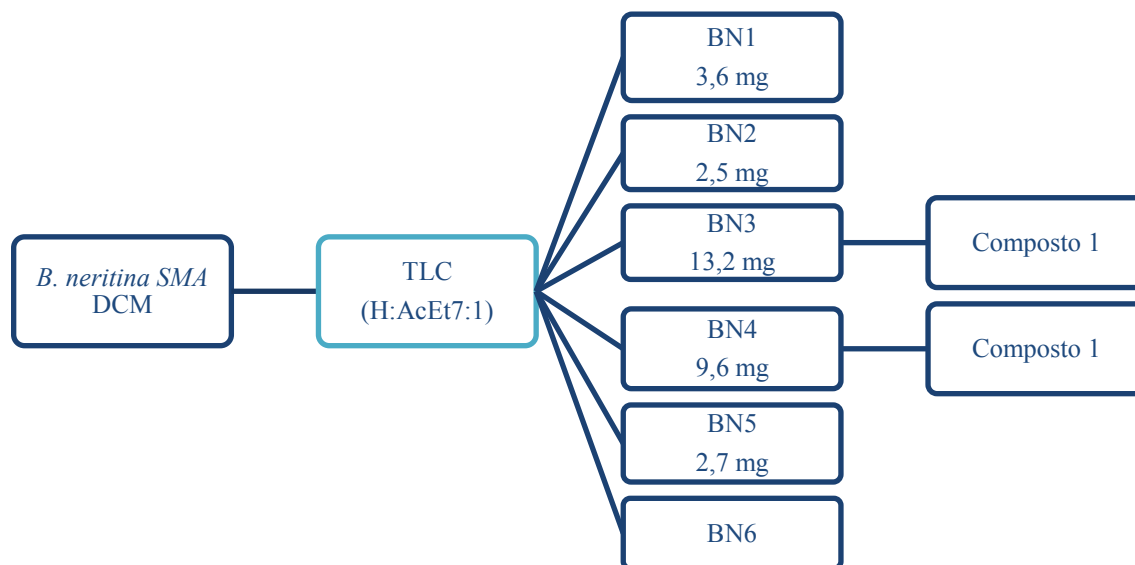 B. neritina SMA
DCM
TLC
(H:AcEt7:1)
BN1
3,6 mg
BN2
2,5 mg
BN3
13,2 mg
BN4
9,6 mg
BN5
2,7 mg
BN6
Composto 1
Composto 1